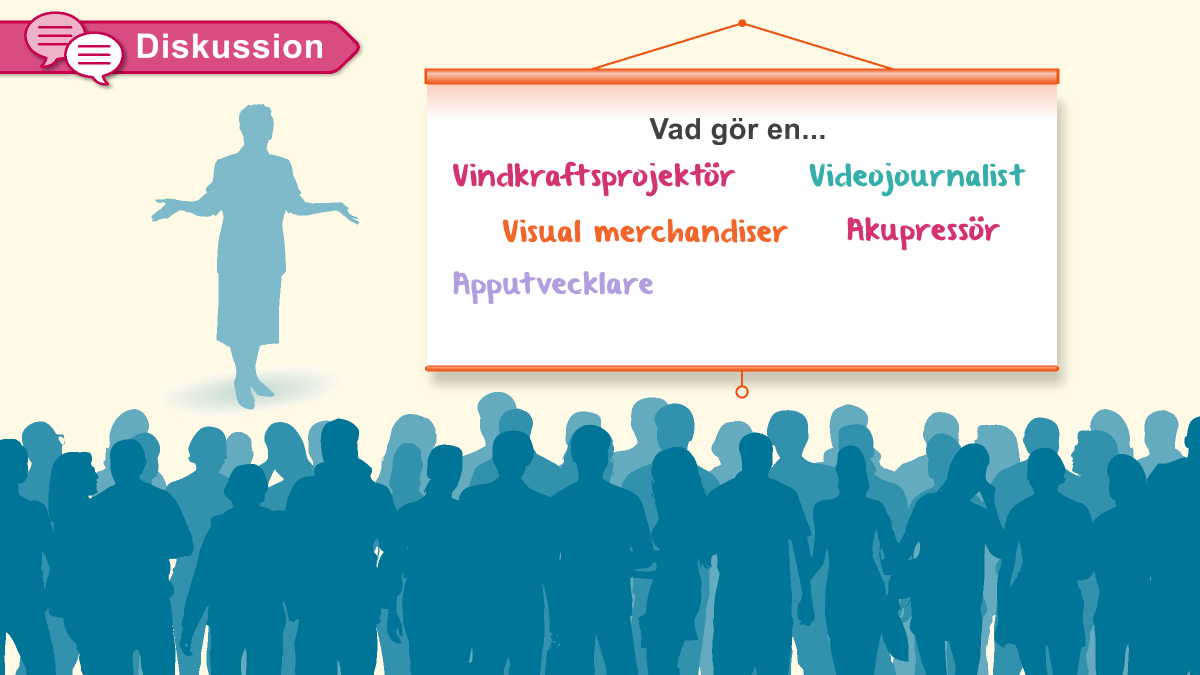 Diskussion
Vad gör en...
Vindkraftsprojektör
Videojournalist
Visual merchandiser
Akupressör
Apputvecklare